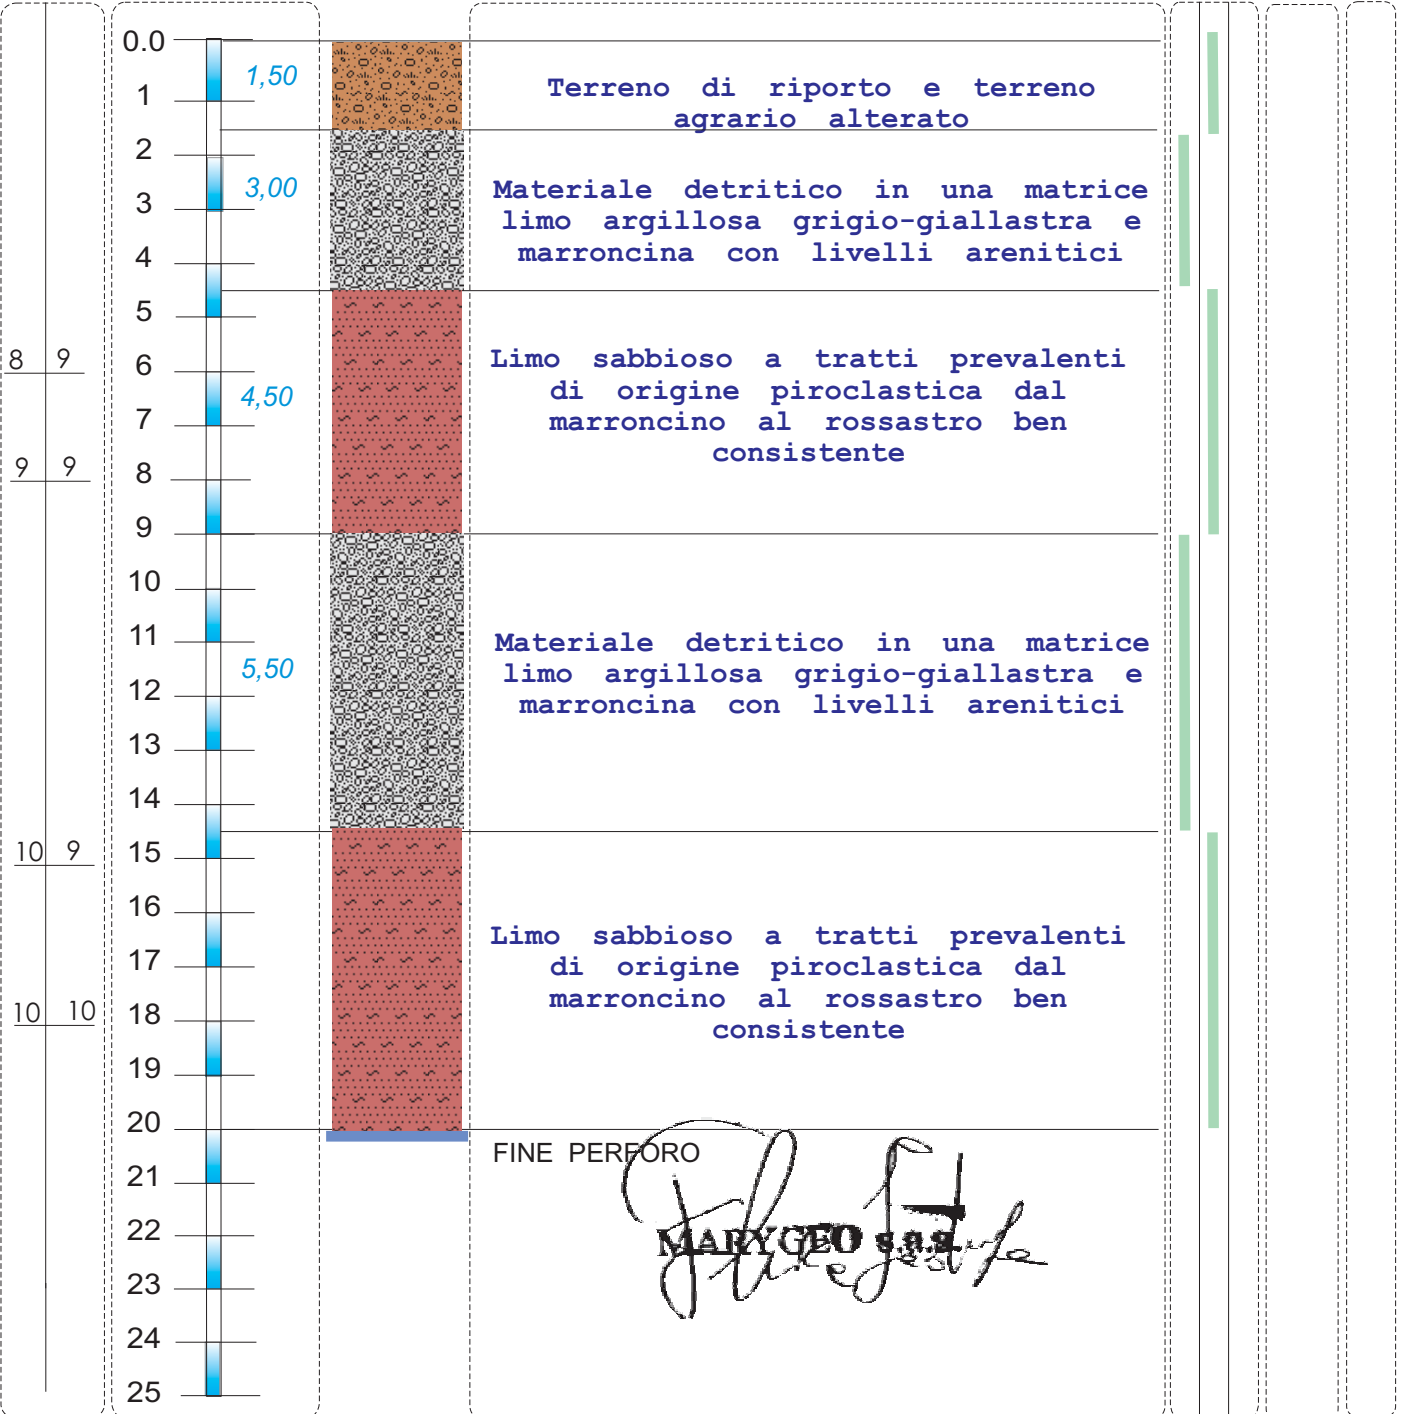 0.0
1
2
3
4
5
6
7
8
9
10
11
12
13
14
15
16
17
18
19
20
21
22
23
24
25
8 9
9 9
10 9
10 10
1,50
3,00
4,50
5,50
Terreno di riporto e terreno
agrario alterato
Materiale detritico in una matrice
limo argillosa grigio-giallastra e
marroncina con livelli arenitici
Limo sabbioso a tratti prevalenti
di origine piroclastica dal
marroncino al rossastro ben
consistente
Materiale detritico in una matrice
limo argillosa grigio-giallastra e
marroncina con livelli arenitici
Limo sabbioso a tratti prevalenti
di origine piroclastica dal
marroncino al rossastro ben
consistente
FINE PERFORO
MARYGEO